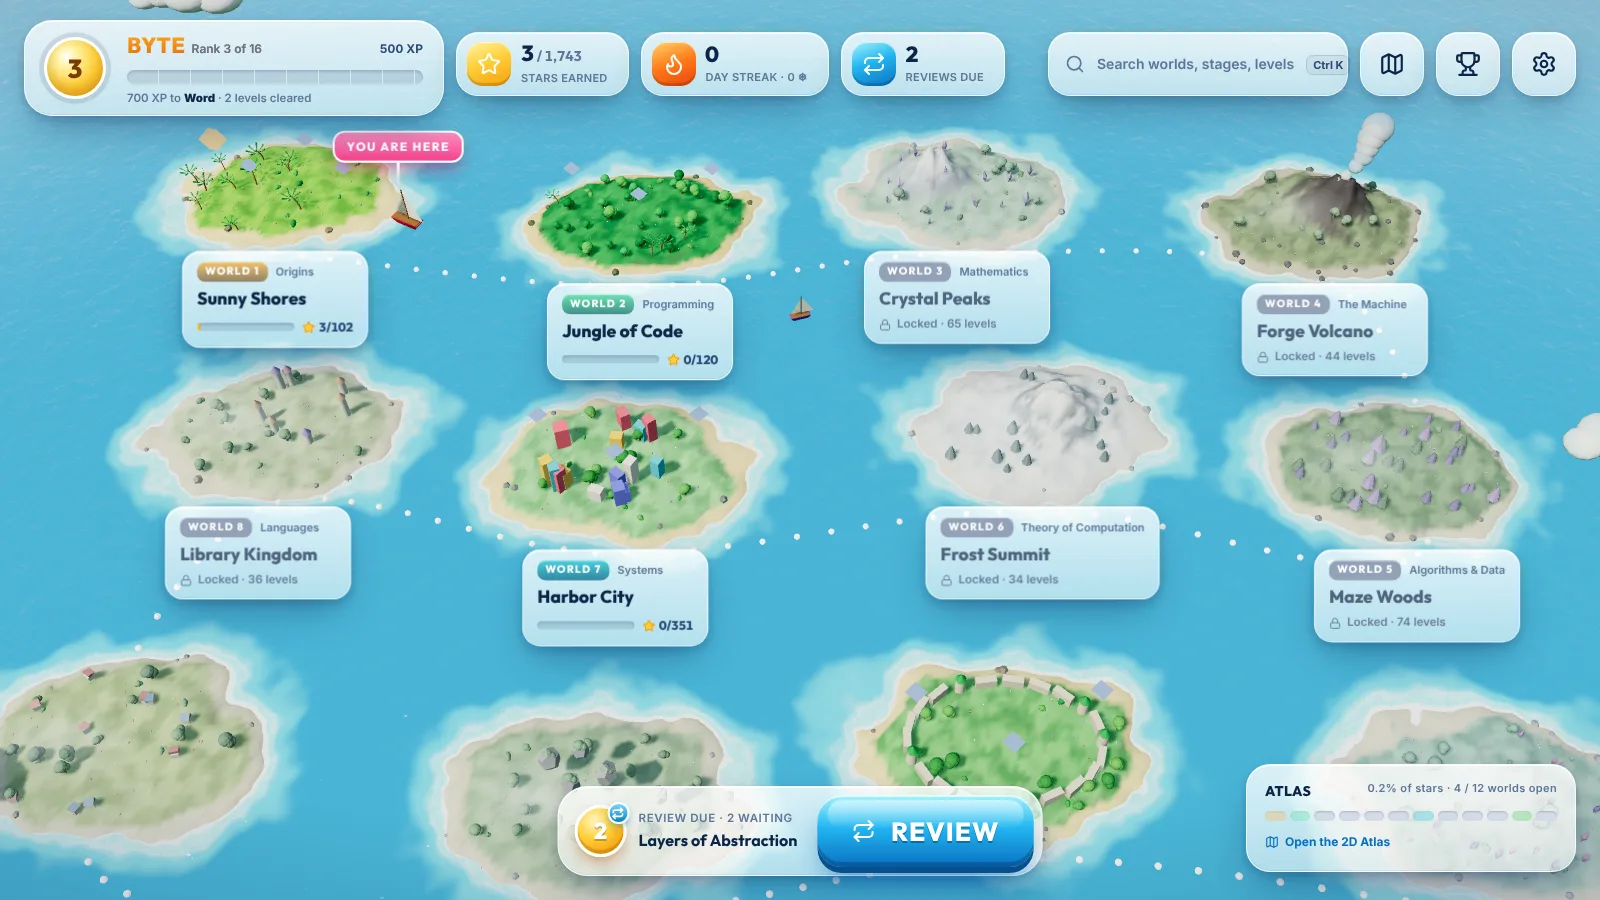 3
BYTE Rank 3 of 16 500 XP
700 XP to Word · 2 levels cleared
3 / 1,743
STARS EARNED
0
DAY STREAK · 0 ❄
2
REVIEWS DUE
Search worlds, stages, levels Ctrl K
YOU ARE HERE
WORLD 1 Origins
Sunny Shores
3/102
WORLD 2 Programming
Jungle of Code
0/120
WORLD 3 Mathematics
Crystal Peaks
Locked · 65 levels
WORLD 4 The Machine
Forge Volcano
Locked · 44 levels
WORLD 8 Languages
Library Kingdom
Locked · 36 levels
WORLD 7 Systems
Harbor City
0/351
WORLD 6 Theory of Computation
Frost Summit
Locked · 34 levels
WORLD 5 Algorithms & Data
Maze Woods
Locked · 74 levels
2
REVIEW DUE · 2 WAITING
Layers of Abstraction
REVIEW
ATLAS 0.2% of stars · 4 / 12 worlds open
Open the 2D Atlas